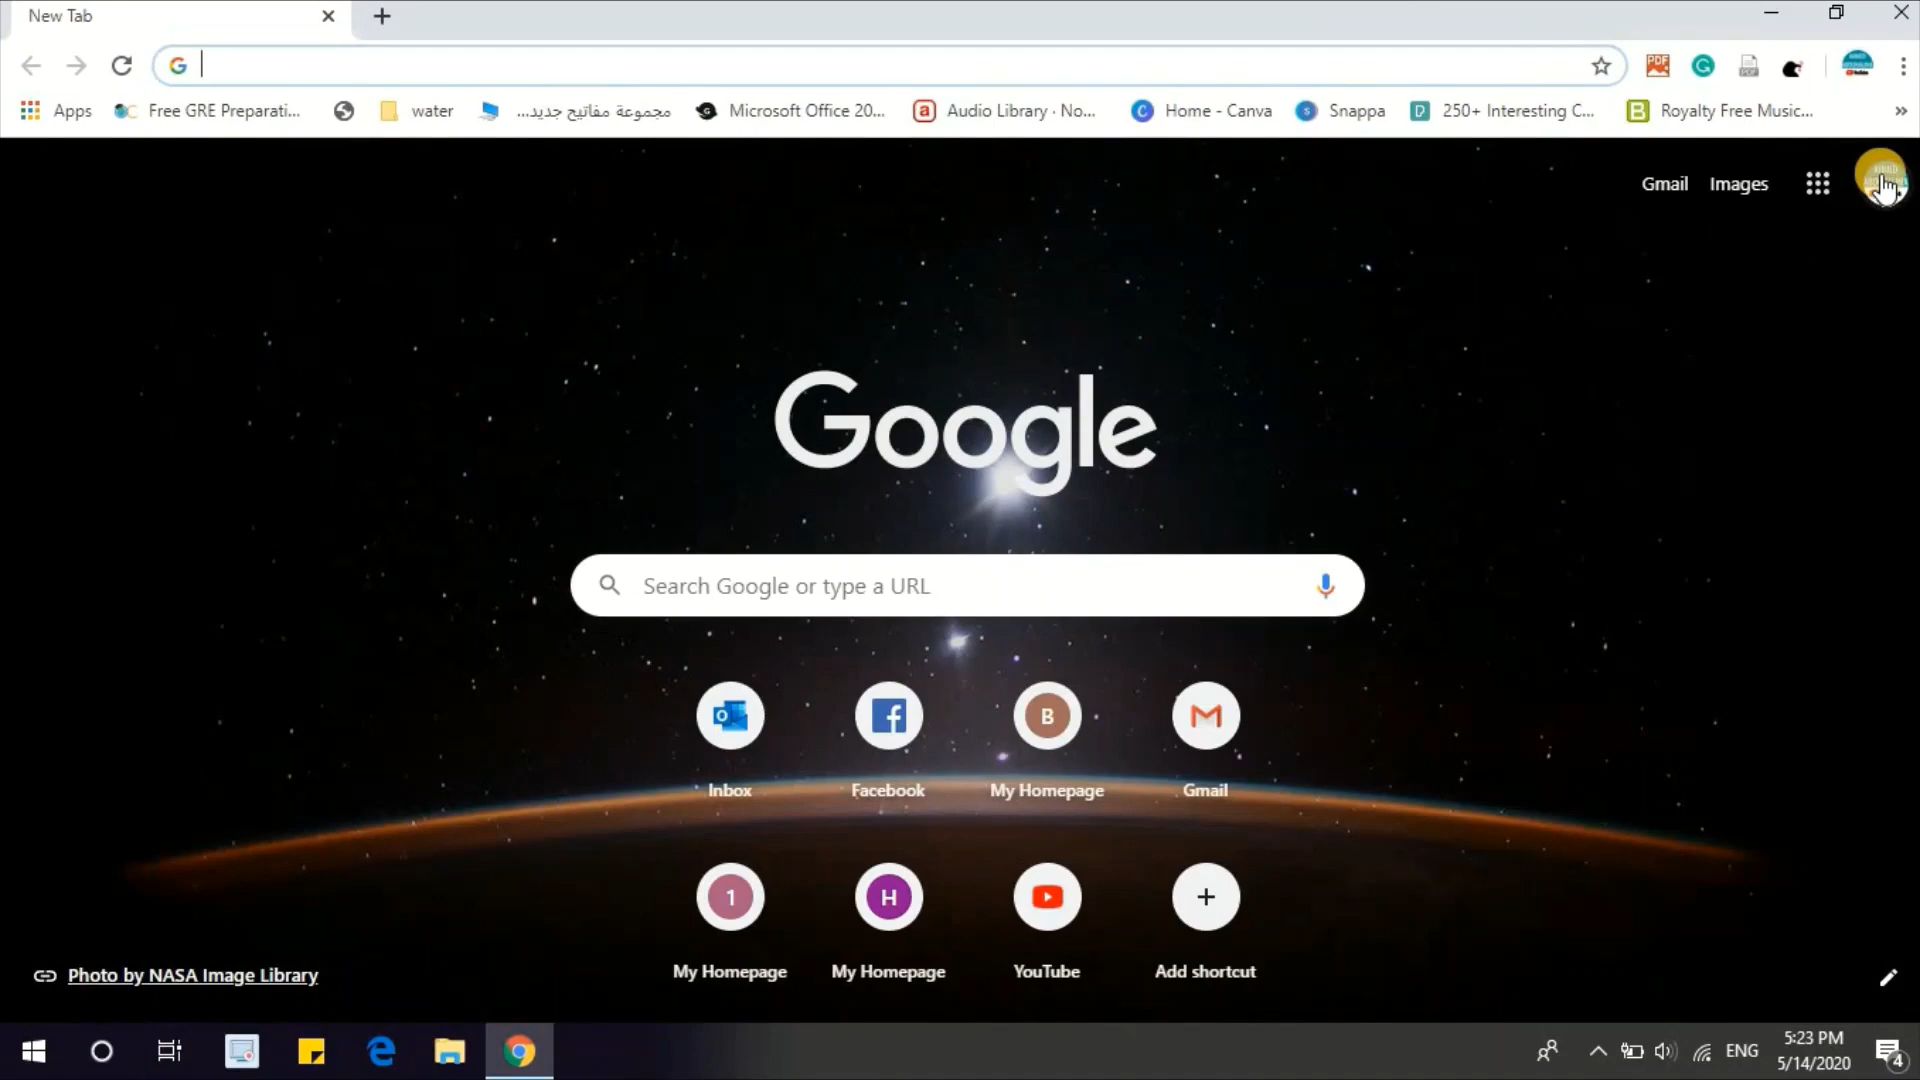 New Tab
Apps Free GRE Preparati... water مجموعة مفاتيح جديد... Microsoft Office 20... Audio Library · No... Home - Canva Snappa 250+ Interesting C... Royalty Free Music... »
Gmail Images
Google
Search Google or type a URL
Inbox Facebook My Homepage Gmail
My Homepage My Homepage YouTube Add shortcut
Photo by NASA Image Library
ENG 5:23 PM
5/14/2020 4